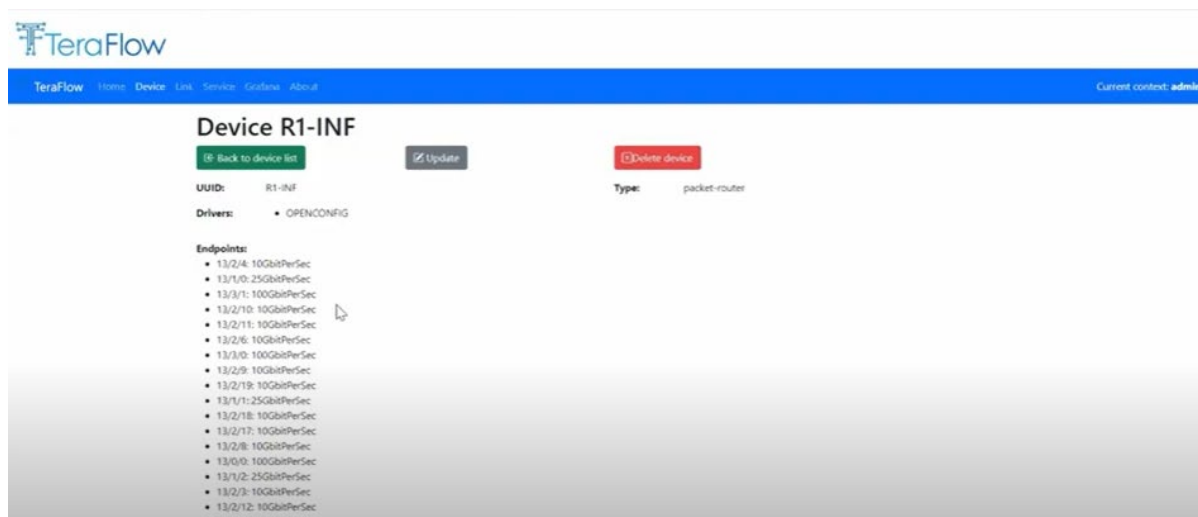 TeraFlow
TeraFlow Home Device Link Service Grafana About Current context: admin
Device R1-INF
Back to device list Update Delete device
UUID: R1-INF Type: packet-router
Drivers: • OPENCONFIG
Endpoints:
• 13/2/4: 10GbitPerSec
• 13/1/0: 25GbitPerSec
• 13/3/1: 100GbitPerSec
• 13/2/10: 10GbitPerSec
• 13/2/11: 10GbitPerSec
• 13/2/6: 10GbitPerSec
• 13/3/0: 100GbitPerSec
• 13/2/9: 10GbitPerSec
• 13/2/19: 10GbitPerSec
• 13/1/1: 25GbitPerSec
• 13/2/18: 10GbitPerSec
• 13/2/17: 10GbitPerSec
• 13/2/8: 10GbitPerSec
• 13/0/0: 100GbitPerSec
• 13/1/2: 25GbitPerSec
• 13/2/3: 10GbitPerSec
• 13/2/12: 10GbitPerSec